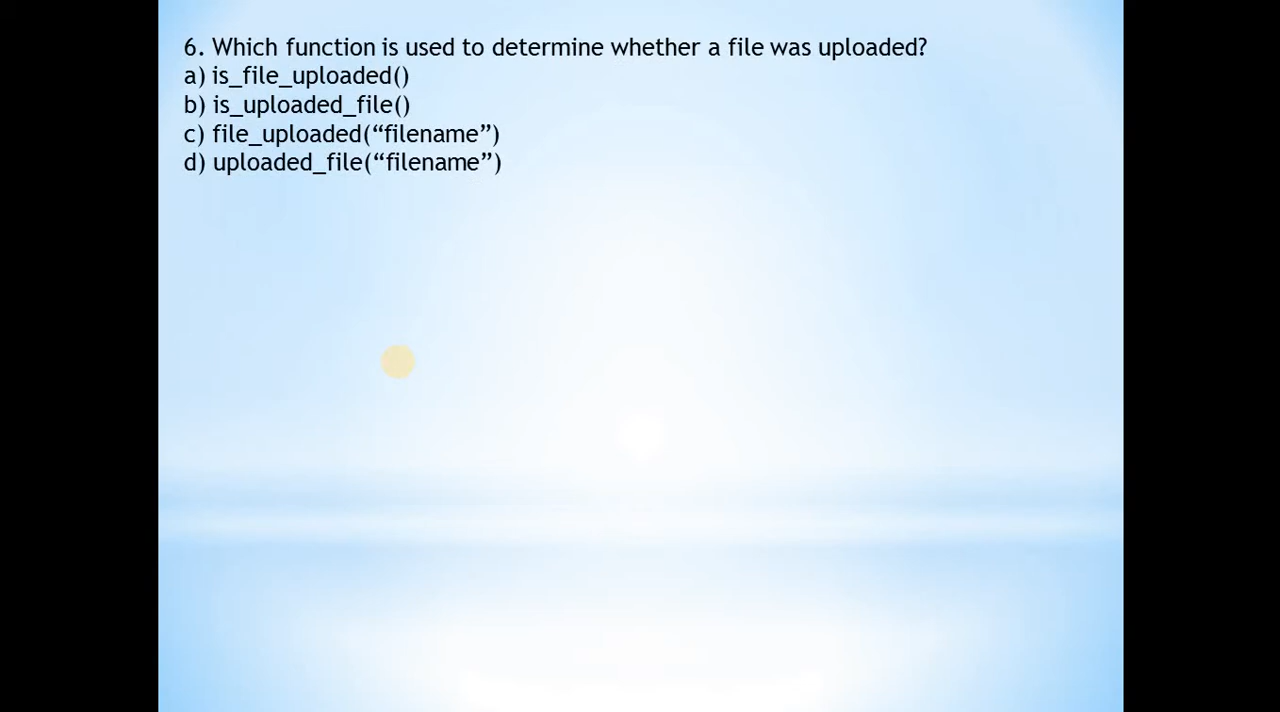 6. Which function is used to determine whether a file was uploaded?
a) is_file_uploaded()
b) is_uploaded_file()
c) file_uploaded(“filename”)
d) uploaded_file(“filename”)